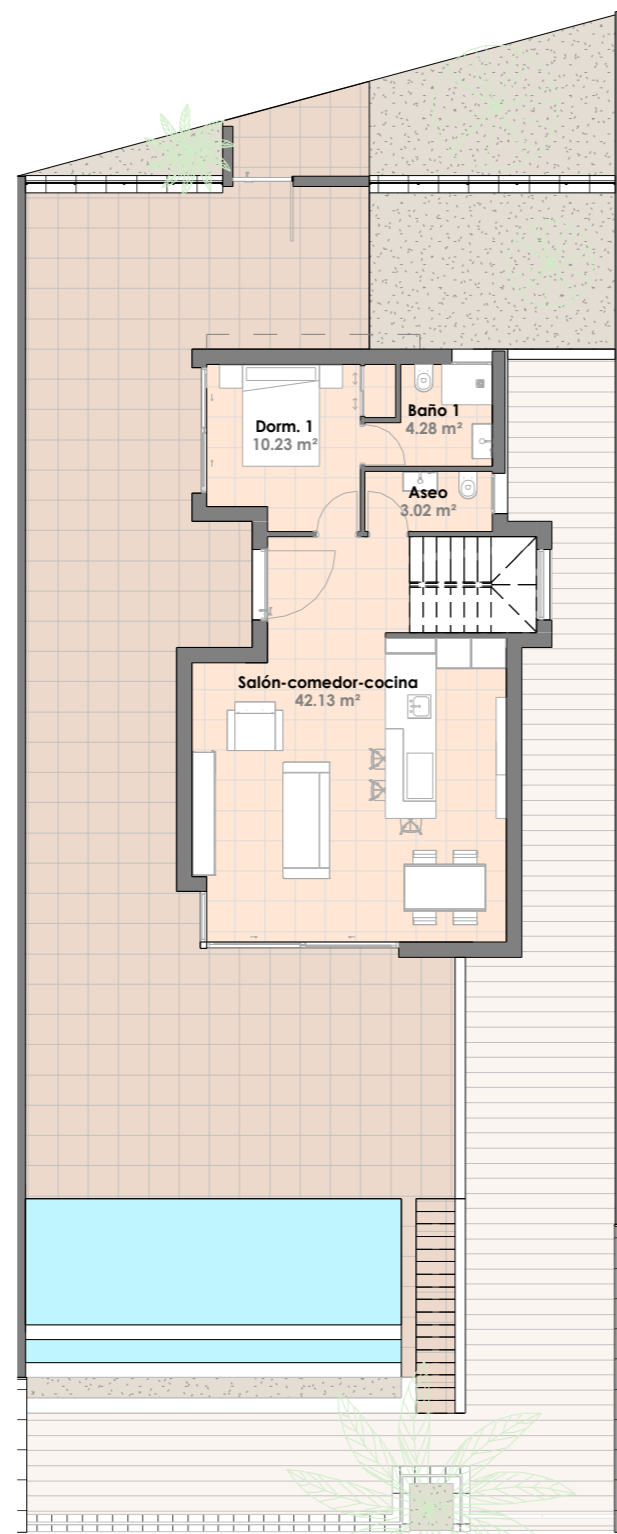 Dorm. 1
10.23 m²
Baño 1
4.28 m²
Aseo
3.02 m²
Salón-comedor-cocina
42.13 m²